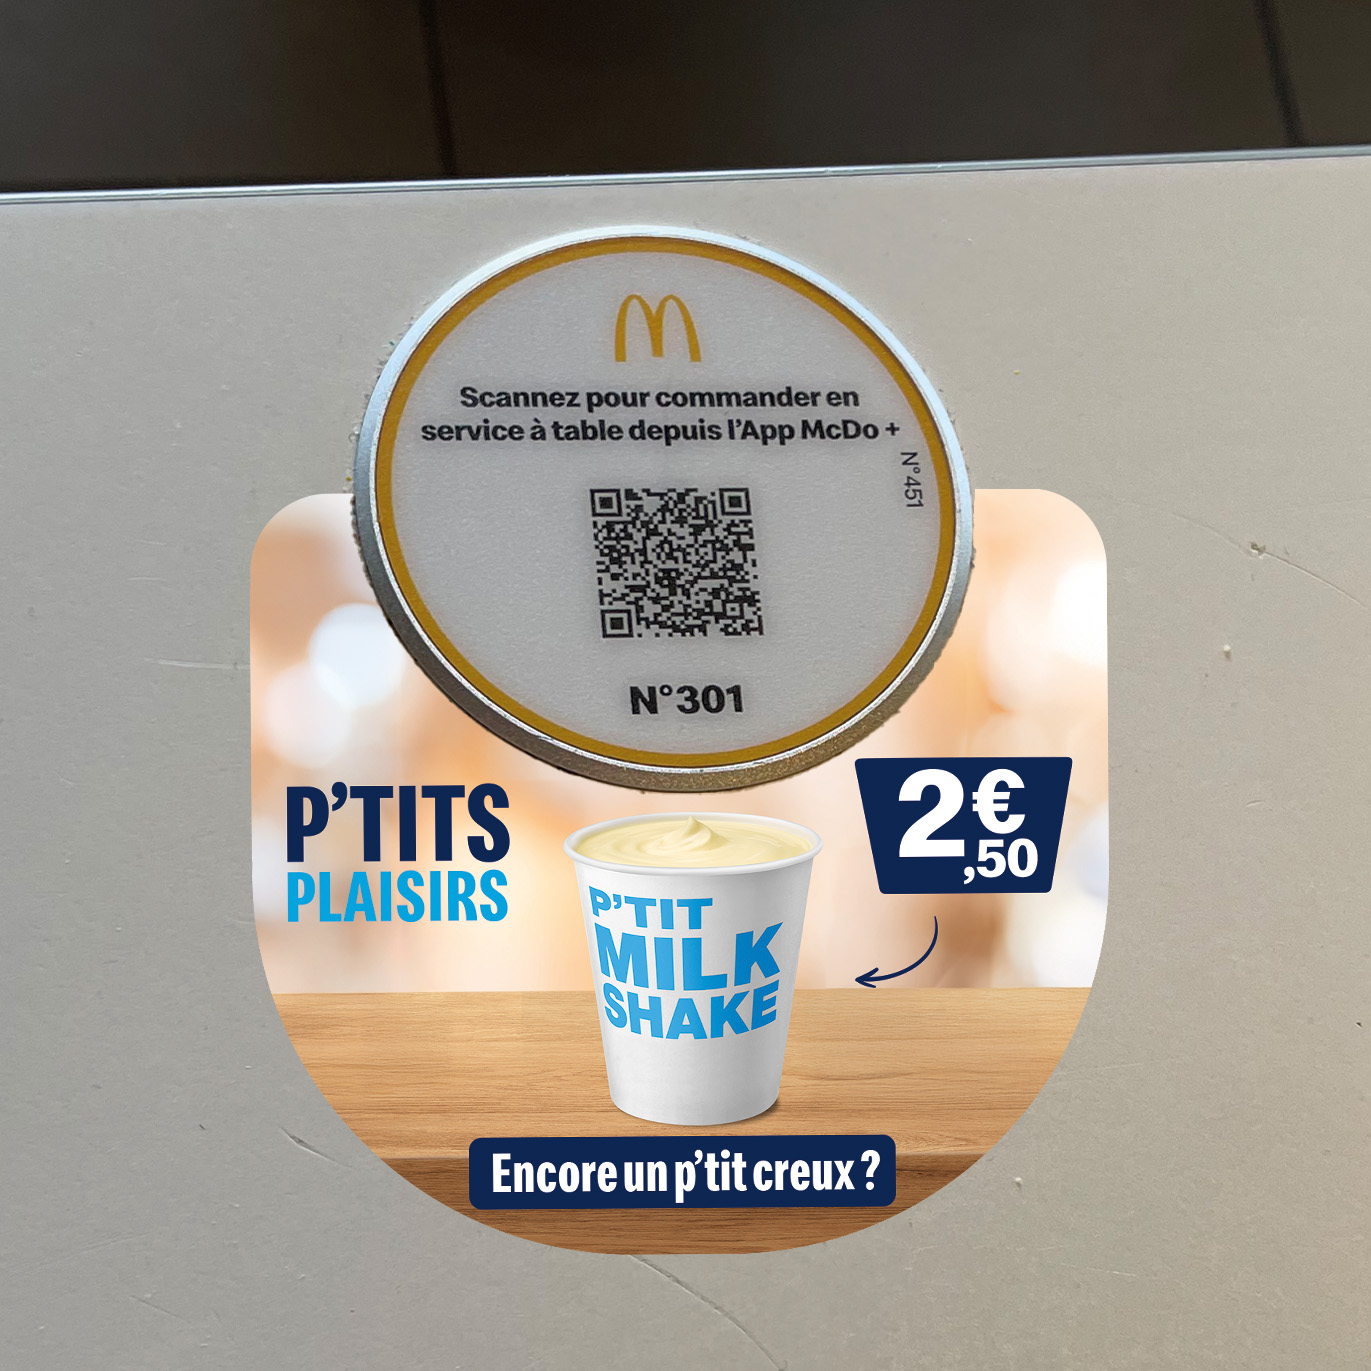 Scannez pour commander en
service à table depuis l'App McDo +
N° 451
N°301
P'TITS
PLAISIRS
2€
,50
P'TIT
MILK
SHAKE
Encore un p'tit creux ?